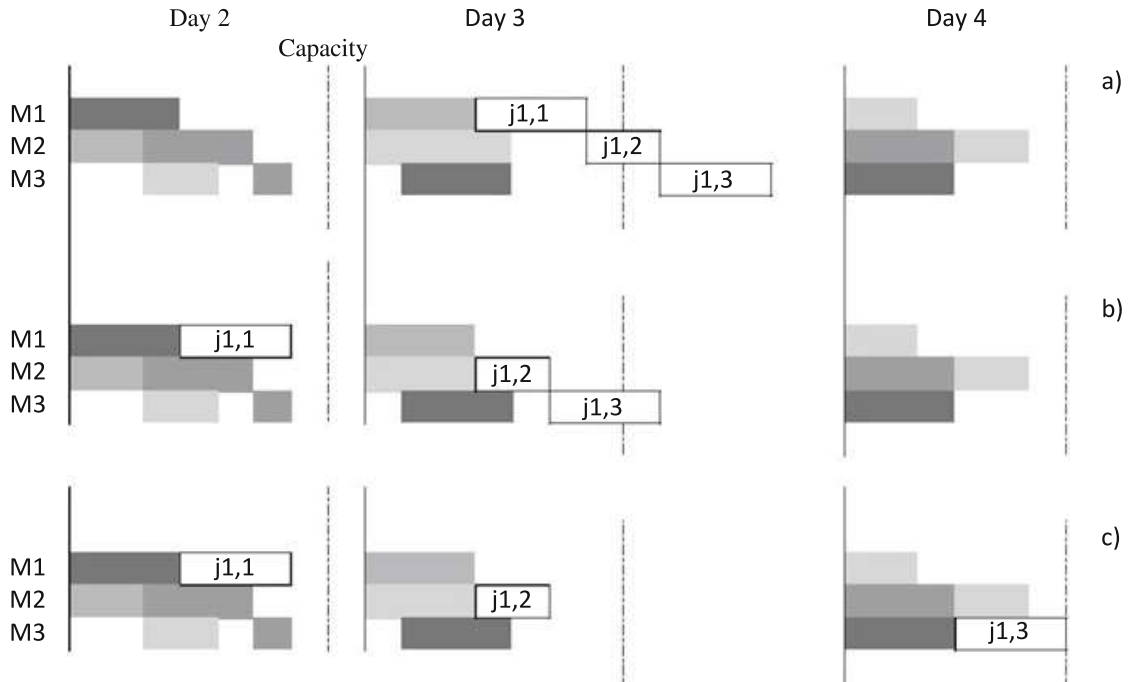 Day 2 Day 3 Day 4
Capacity
a)
M1 j1,1
M2 j1,2
M3 j1,3
b)
M1 j1,1
M2 j1,2
M3 j1,3
c)
M1 j1,1
M2 j1,2
M3 j1,3